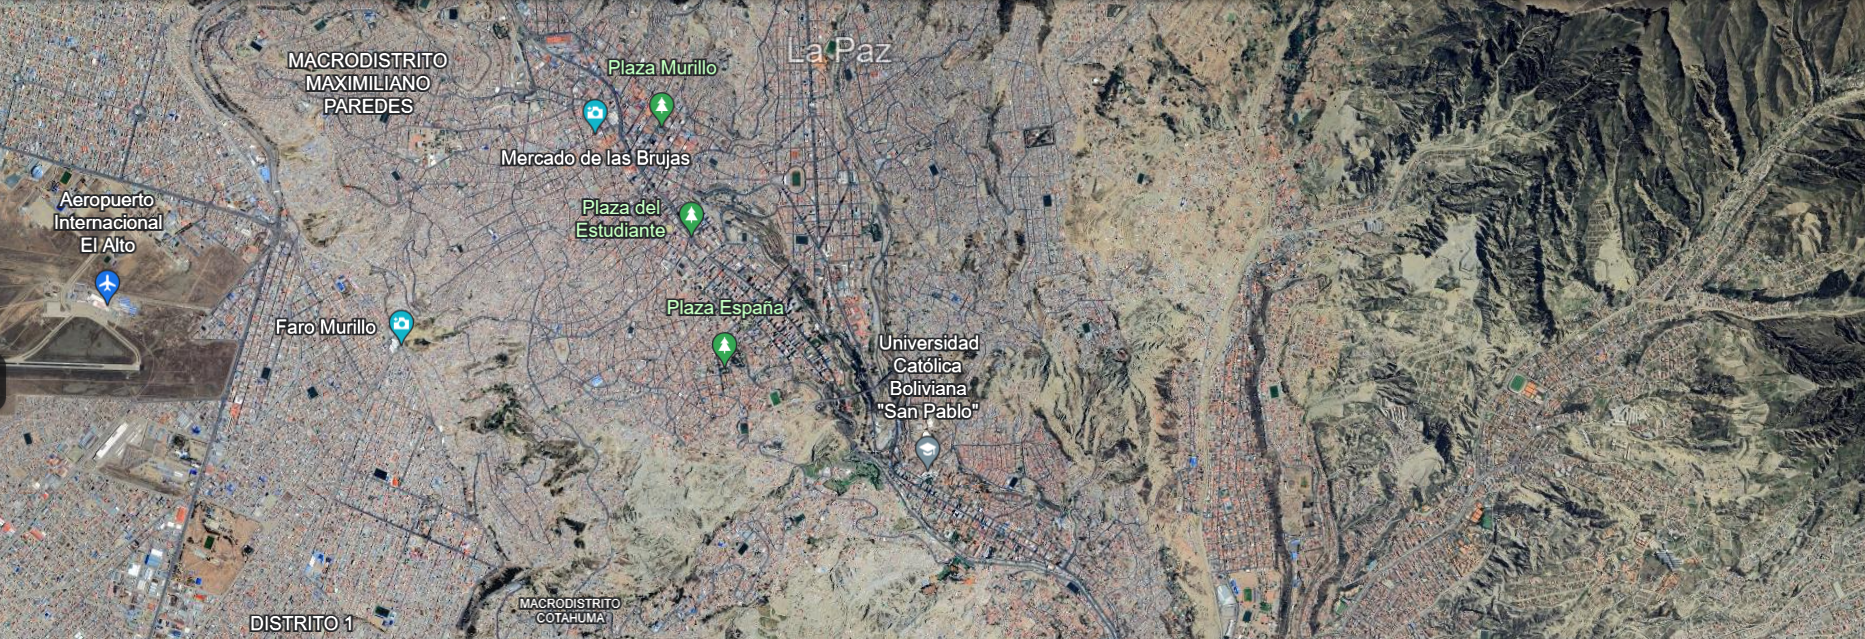 La Paz
MACRODISTRITO
MAXIMILIANO
PAREDES
Plaza Murillo
Mercado de las Brujas
Aeropuerto
Internacional
El Alto
Plaza del
Estudiante
Plaza España
Faro Murillo
Universidad
Católica
Boliviana
"San Pablo"
MACRODISTRITO
COTAHUMA
DISTRITO 1